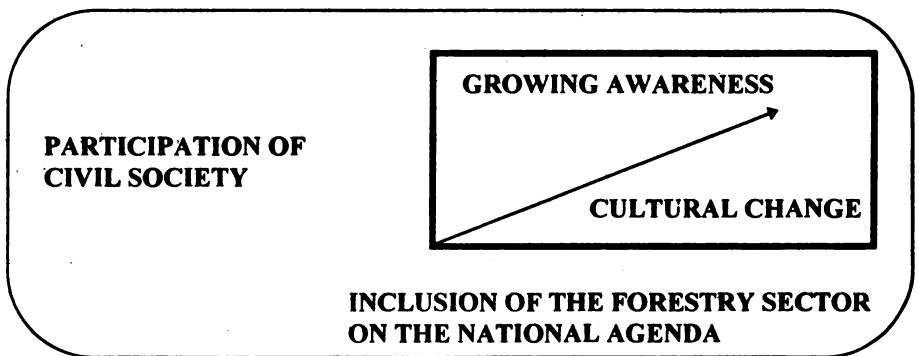 GROWING AWARENESS
PARTICIPATION OF
CIVIL SOCIETY
CULTURAL CHANGE
INCLUSION OF THE FORESTRY SECTOR
ON THE NATIONAL AGENDA